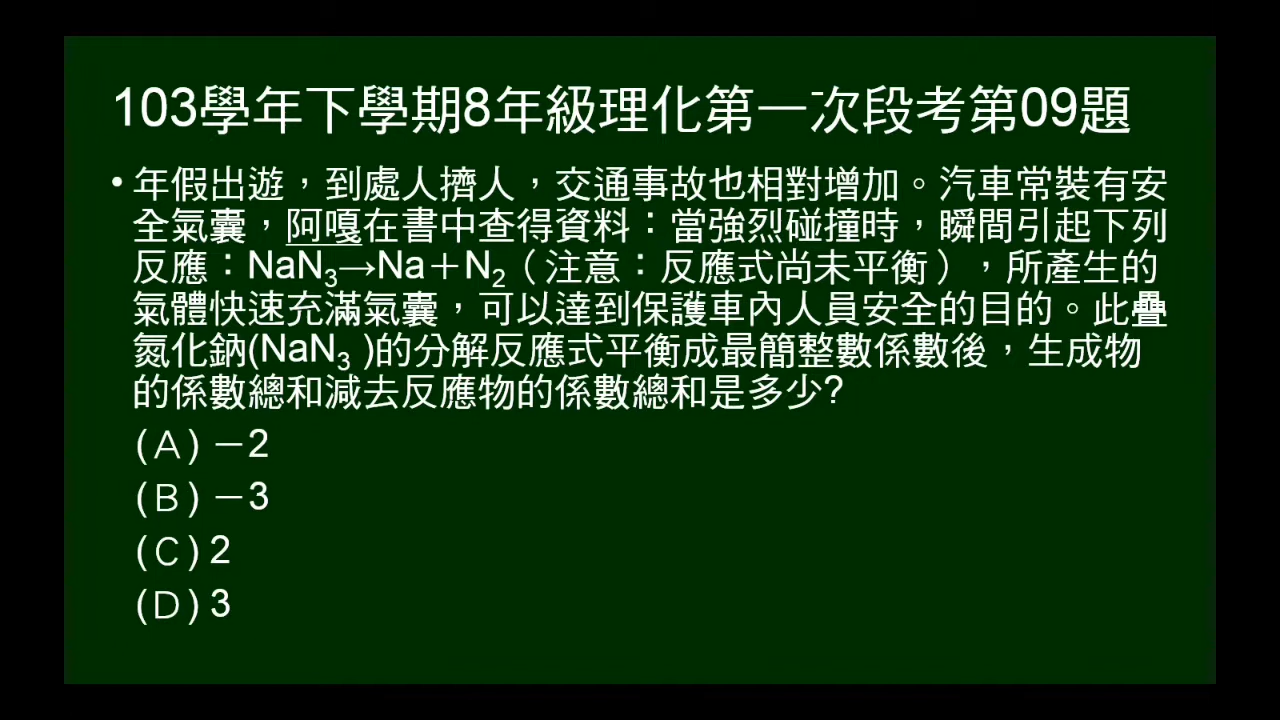 103學年下學期8年級理化第一次段考第09題
• 年假出遊，到處人擠人，交通事故也相對增加。汽車常裝有安
全氣囊，阿嘎在書中查得資料：當強烈碰撞時，瞬間引起下列
反應：NaN₃→Na＋N₂（注意：反應式尚未平衡），所產生的
氣體快速充滿氣囊，可以達到保護車內人員安全的目的。此疊
氮化鈉(NaN₃ )的分解反應式平衡成最簡整數係數後，生成物
的係數總和減去反應物的係數總和是多少?
(Ａ)－2
(Ｂ)－3
(Ｃ)2
(Ｄ)3